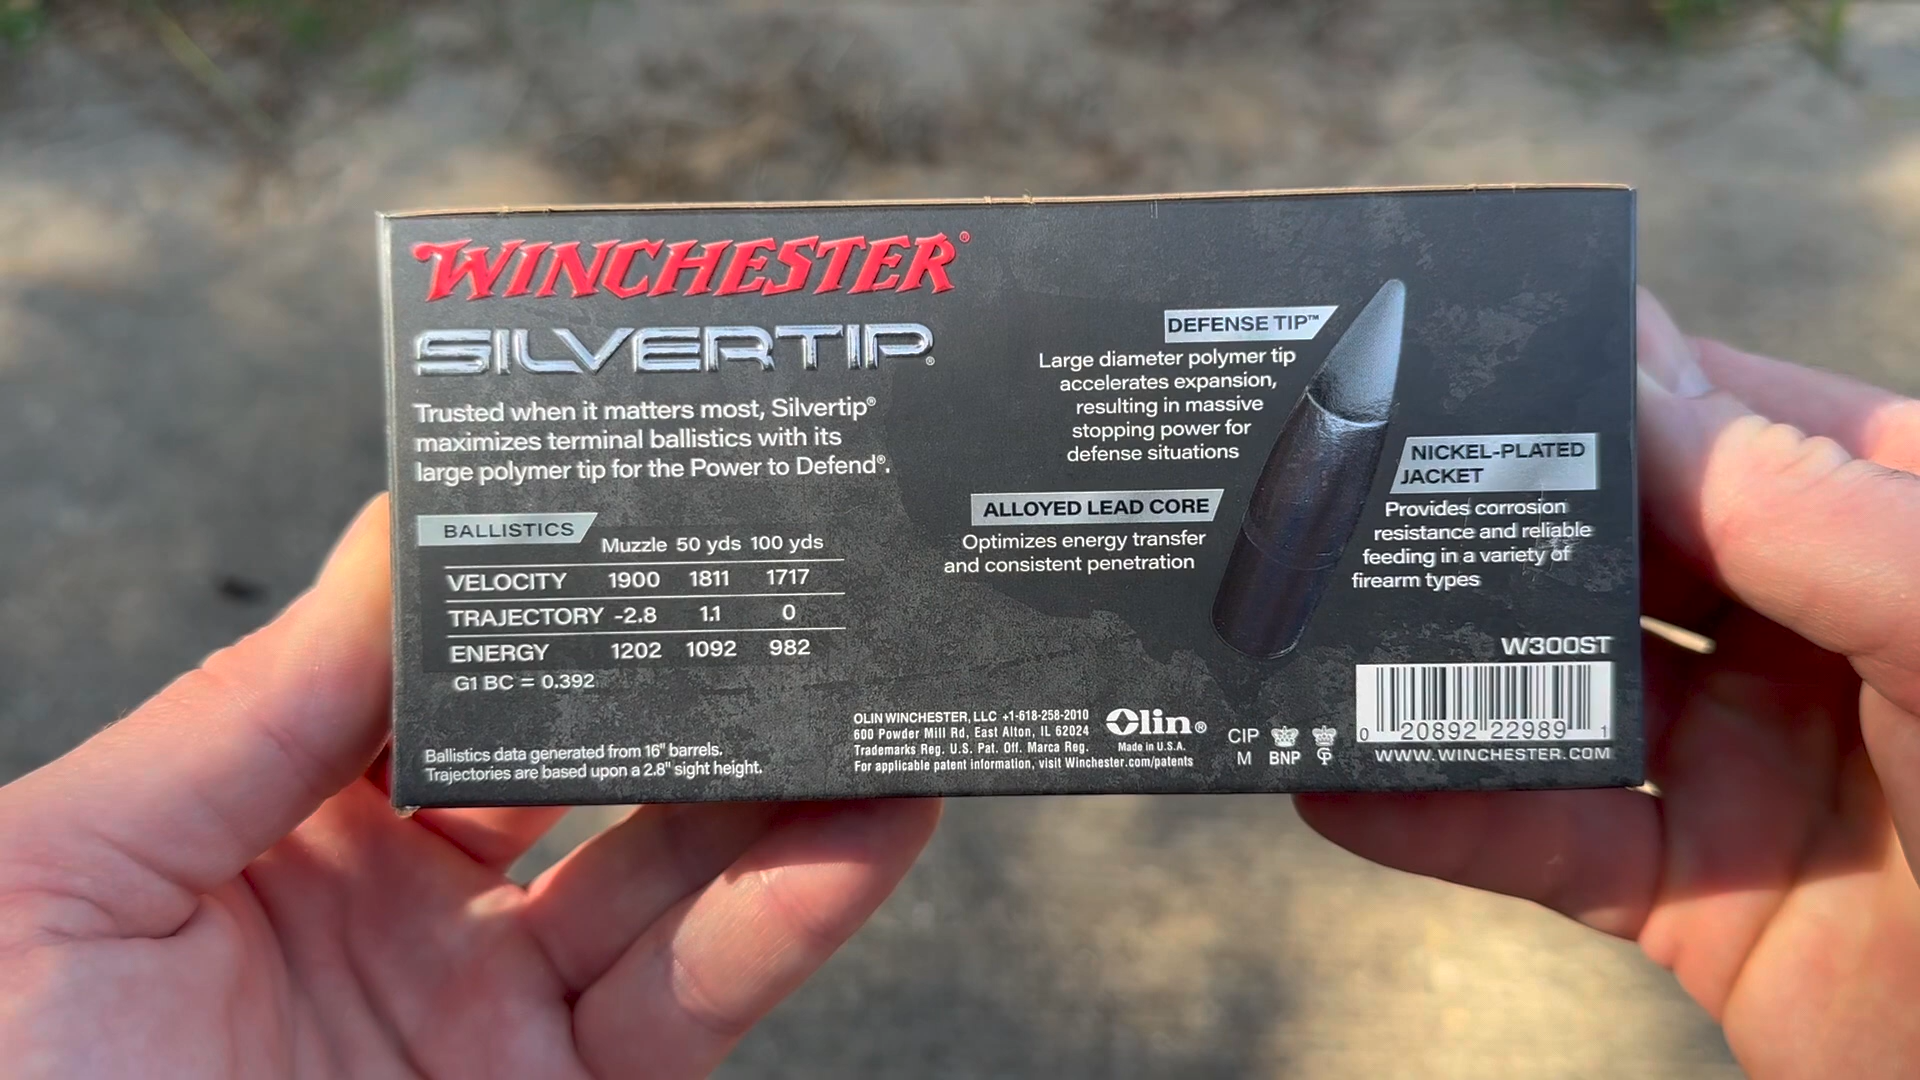 WINCHESTER®
SILVERTIP®
Trusted when it matters most, Silvertip®
maximizes terminal ballistics with its
large polymer tip for the Power to Defend®.
BALLISTICS
Muzzle 50 yds 100 yds
VELOCITY 1900 1811 1717
TRAJECTORY -2.8 1.1 0
ENERGY 1202 1092 982
G1 BC = 0.392
Ballistics data generated from 16" barrels.
Trajectories are based upon a 2.8" sight height.
DEFENSE TIP™
Large diameter polymer tip
accelerates expansion,
resulting in massive
stopping power for
defense situations
ALLOYED LEAD CORE
Optimizes energy transfer
and consistent penetration
NICKEL-PLATED
JACKET
Provides corrosion
resistance and reliable
feeding in a variety of
firearm types
OLIN WINCHESTER, LLC +1-618-258-2010
600 Powder Mill Rd, East Alton, IL 62024
Trademarks Reg. U.S. Pat. Off. Marca Reg.
For applicable patent information, visit Winchester.com/patents
Olin®
Made in U.S.A.
CIP
M BNP GP
W300ST
0 20892 22989 1
WWW.WINCHESTER.COM